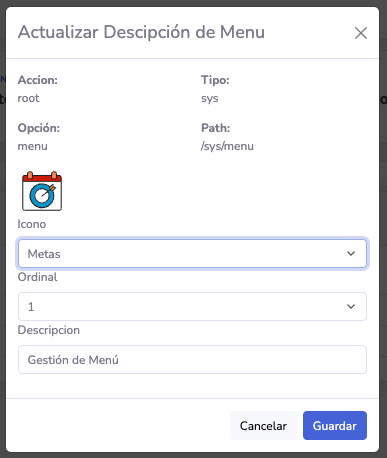 Actualizar Descipción de Menu
Accion:
Tipo:
root
sys
Opción:
Path:
menu
/sys/menu
Icono
Metas
Ordinal
1
Descripcion
Gestión de Menú
Cancelar
Guardar